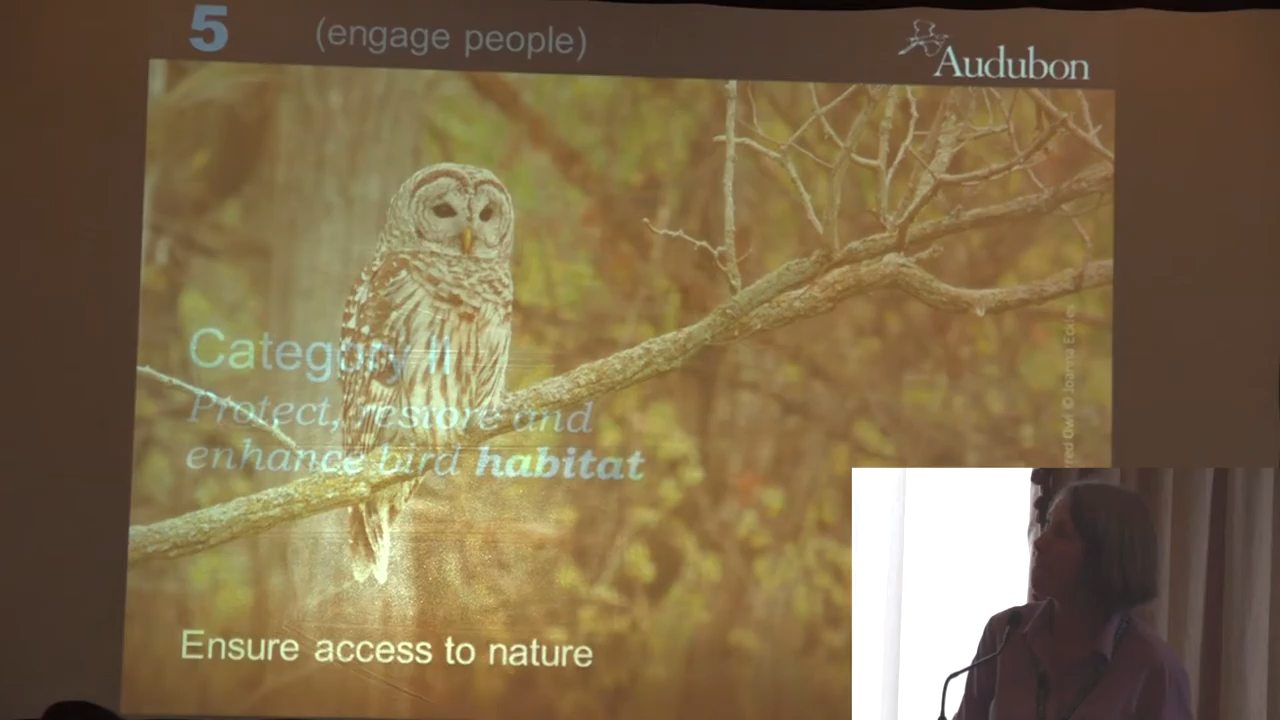 5 (engage people)
Audubon
Category II
Protect, restore and
enhance bird habitat
Ensure access to nature